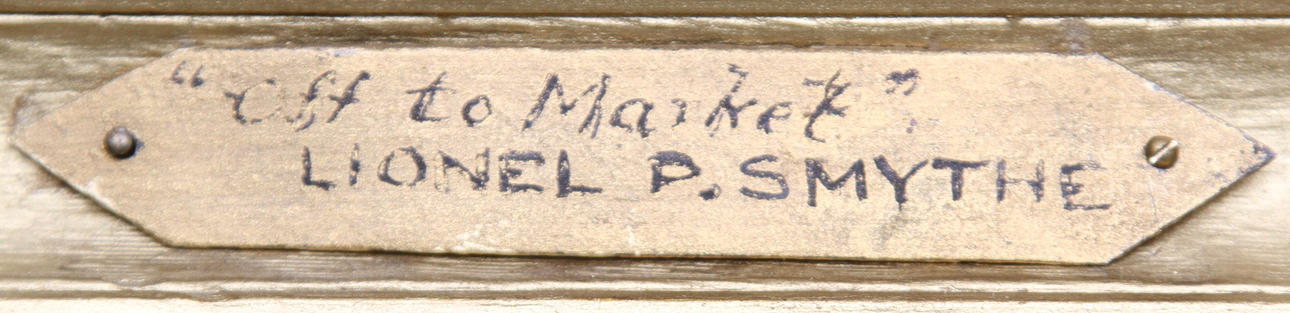 "Off to Market"
LIONEL P. SMYTHE